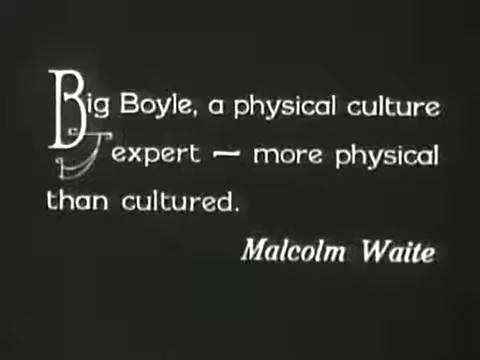 Big Boyle, a physical culture
expert — more physical
than cultured.
Malcolm Waite